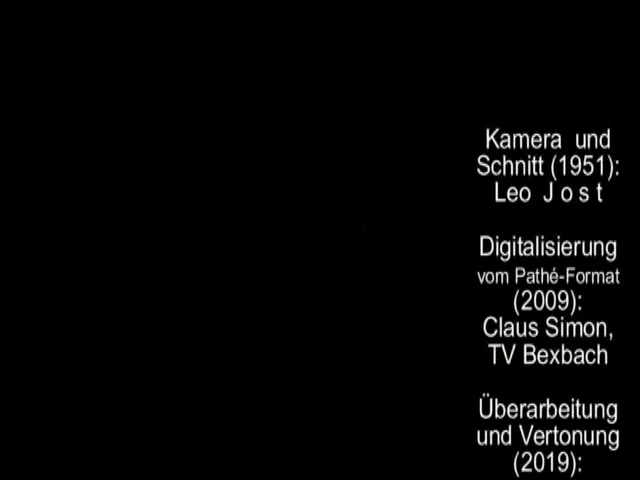 Kamera und
Schnitt (1951):
Leo J o s t
Digitalisierung
vom Pathé-Format
(2009):
Claus Simon,
TV Bexbach
Überarbeitung
und Vertonung
(2019):